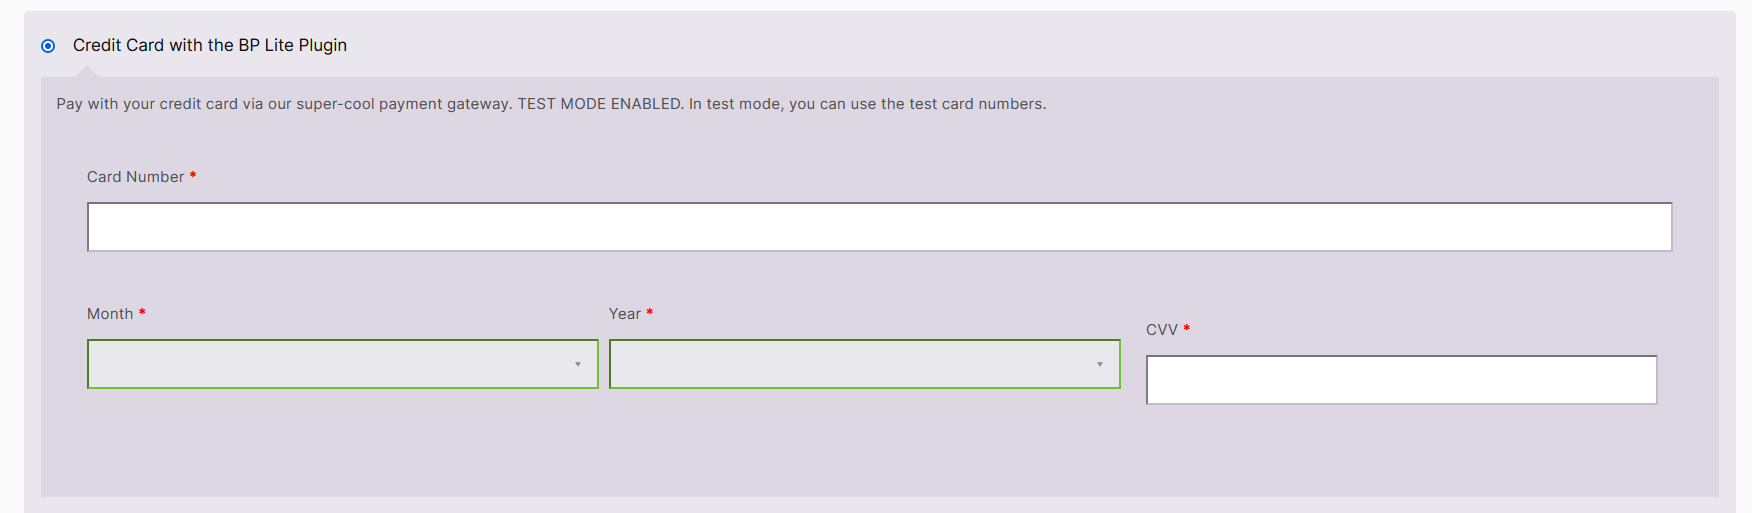 Credit Card with the BP Lite Plugin
Pay with your credit card via our super-cool payment gateway. TEST MODE ENABLED. In test mode, you can use the test card numbers.
Card Number *
Month *
Year *
CVV *